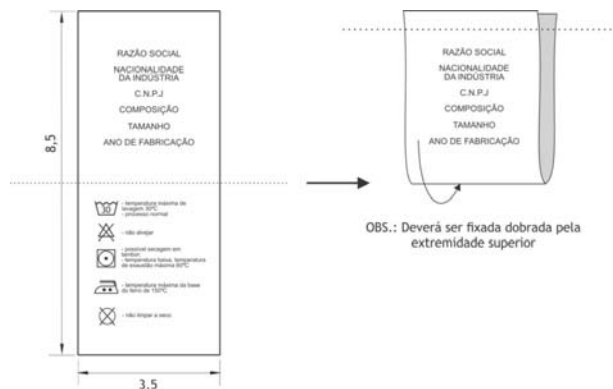 RAZÃO SOCIAL
NACIONALIDADE
DA INDÚSTRIA
C.N.P.J
COMPOSIÇÃO
TAMANHO
ANO DE FABRICAÇÃO
8,5
30
- temperatura máxima de
lavagem 30ºC
- processo normal
- não alvejar
- possível secagem em
tambor
- temperatura baixa, temperatura
de exaustão máxima 60ºC
- temperatura máxima da base
do ferro de 150ºC
- não limpar a seco
3,5
RAZÃO SOCIAL
NACIONALIDADE
DA INDÚSTRIA
C.N.P.J
COMPOSIÇÃO
TAMANHO
ANO DE FABRICAÇÃO
OBS.: Deverá ser fixada dobrada pela
extremidade superior